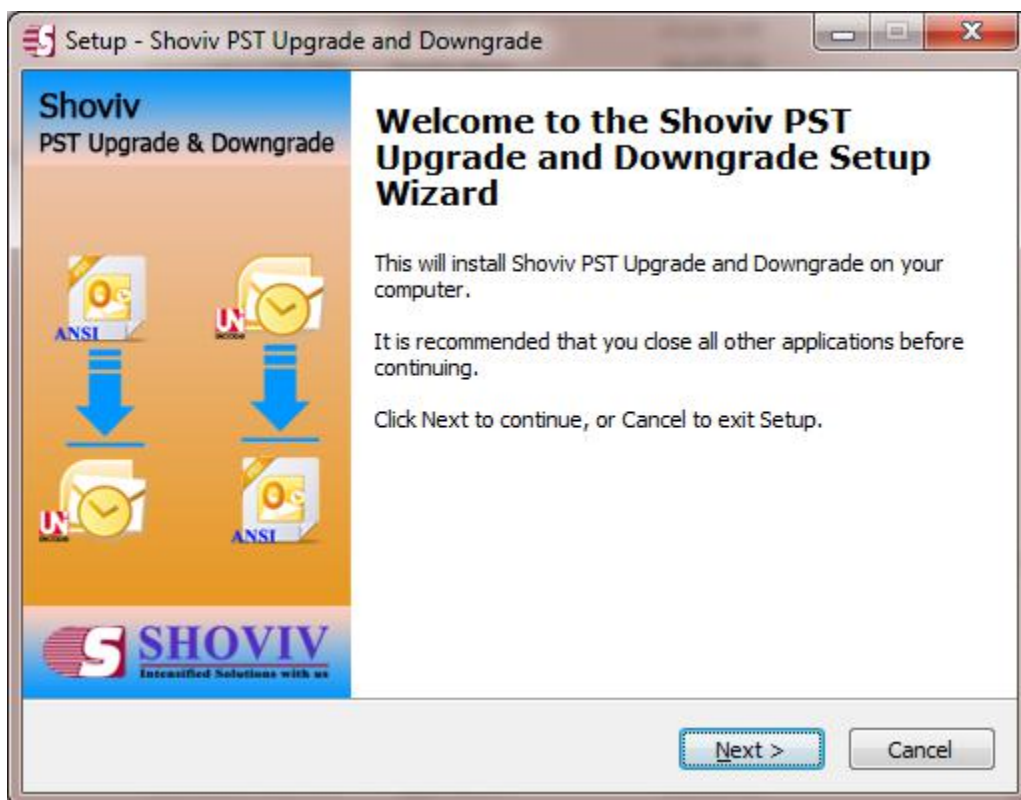 Setup - Shoviv PST Upgrade and Downgrade
Shoviv
PST Upgrade & Downgrade
Welcome to the Shoviv PST
Upgrade and Downgrade Setup
Wizard
This will install Shoviv PST Upgrade and Downgrade on your
computer.
It is recommended that you close all other applications before
continuing.
Click Next to continue, or Cancel to exit Setup.
ANSI
UN
UN
ANSI
SHOVIV
Intensified Solutions with us
Next >
Cancel